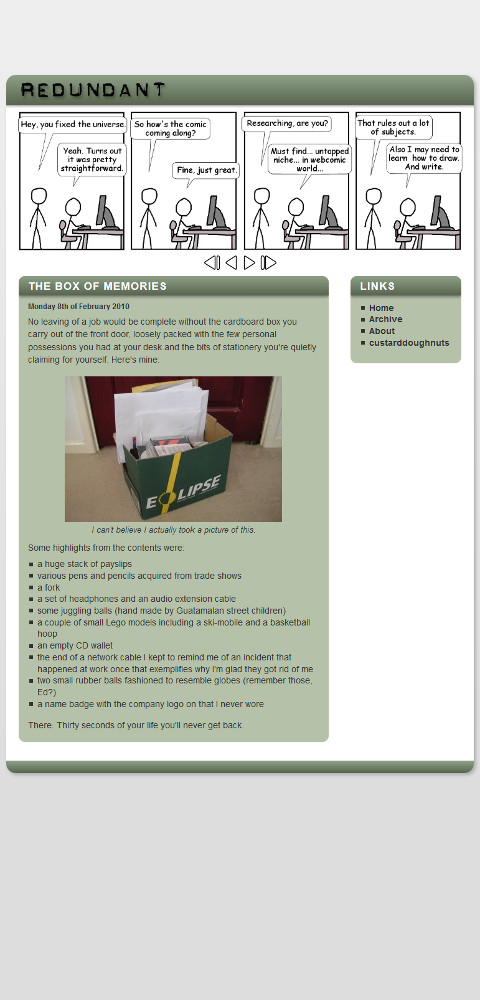 REDUNDANT
Hey, you fixed the universe.
Yeah. Turns out
it was pretty
straightforward.
So how's the comic
coming along?
Fine, just great.
Researching, are you?
Must find... untapped
niche... in webcomic
world...
That rules out a lot
of subjects.
Also I may need to
learn how to draw.
And write.
THE BOX OF MEMORIES
Monday 8th of February 2010
No leaving of a job would be complete without the cardboard box you
carry out of the front door, loosely packed with the few personal
possessions you had at your desk and the bits of stationery you're quietly
claiming for yourself. Here's mine:
ECLIPSE
I can't believe I actually took a picture of this.
Some highlights from the contents were:
a huge stack of payslips
various pens and pencils acquired from trade shows
a fork
a set of headphones and an audio extension cable
some juggling balls (hand made by Guatamalan street children)
a couple of small Lego models including a ski-mobile and a basketball
hoop
an empty CD wallet
the end of a network cable I kept to remind me of an incident that
happened at work once that exemplifies why I'm glad they got rid of me
two small rubber balls fashioned to resemble globes (remember those,
Ed?)
a name badge with the company logo on that I never wore
There. Thirty seconds of your life you'll never get back.
LINKS
Home
Archive
About
custarddoughnuts